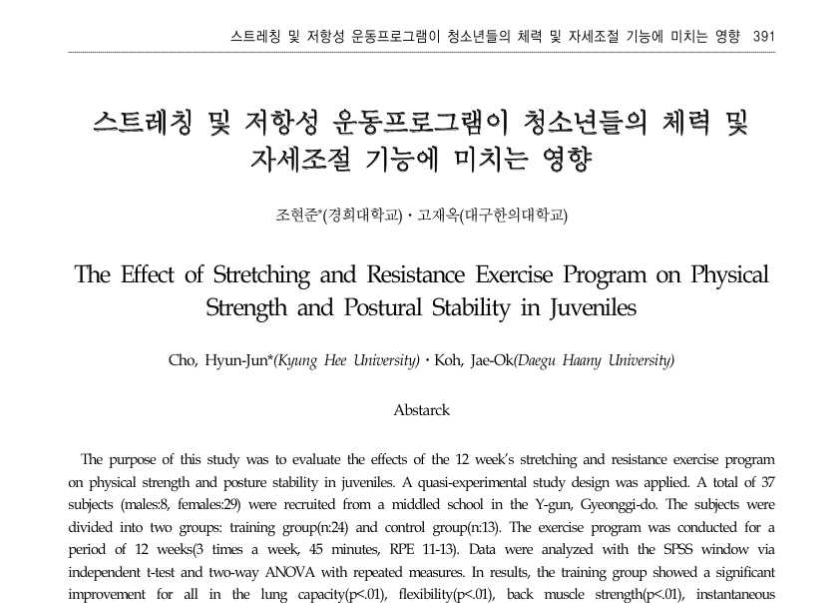 스트레칭 및 저항성 운동프로그램이 청소년들의 체력 및 자세조절 기능에 미치는 영향 391
스트레칭 및 저항성 운동프로그램이 청소년들의 체력 및
자세조절 기능에 미치는 영향
조현준*(경희대학교)・고재옥(대구한의대학교)
The Effect of Stretching and Resistance Exercise Program on Physical
Strength and Postural Stability in Juveniles
Cho, Hyun-Jun*(Kyung Hee University)・Koh, Jae-Ok(Daegu Haany University)
Abstarck
The purpose of this study was to evaluate the effects of the 12 week's stretching and resistance exercise program
on physical strength and posture stability in juveniles. A quasi-experimental study design was applied. A total of 37
subjects (males:8, females:29) were recruited from a middled school in the Y-gun, Gyeonggi-do. The subjects were
divided into two groups: training group(n:24) and control group(n:13). The exercise program was conducted for a
period of 12 weeks(3 times a week, 45 minutes, RPE 11-13). Data were analyzed with the SPSS window via
independent t-test and two-way ANOVA with repeated measures. In results, the training group showed a significant
improvement for all in the lung capacity(p<.01), flexibility(p<.01), back muscle strength(p<.01), instantaneous